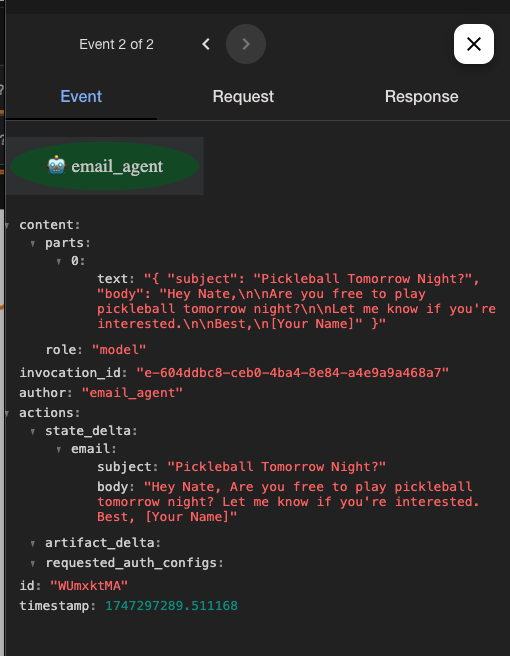 Event 2 of 2
Event
Request
Response
email_agent
content:
parts:
0:
text: "{ "subject": "Pickleball Tomorrow Night?",
"body": "Hey Nate,\n\nAre you free to play
pickleball tomorrow night?\n\nLet me know if you're
interested.\n\nBest,\n[Your Name]" }"
role: "model"
invocation_id: "e-604ddbc8-ceb0-4ba4-8e84-a4e9a9a468a7"
author: "email_agent"
actions:
state_delta:
email:
subject: "Pickleball Tomorrow Night?"
body: "Hey Nate, Are you free to play pickleball
tomorrow night? Let me know if you're interested.
Best, [Your Name]"
artifact_delta:
requested_auth_configs:
id: "WUmxktMA"
timestamp: 1747297289.511168